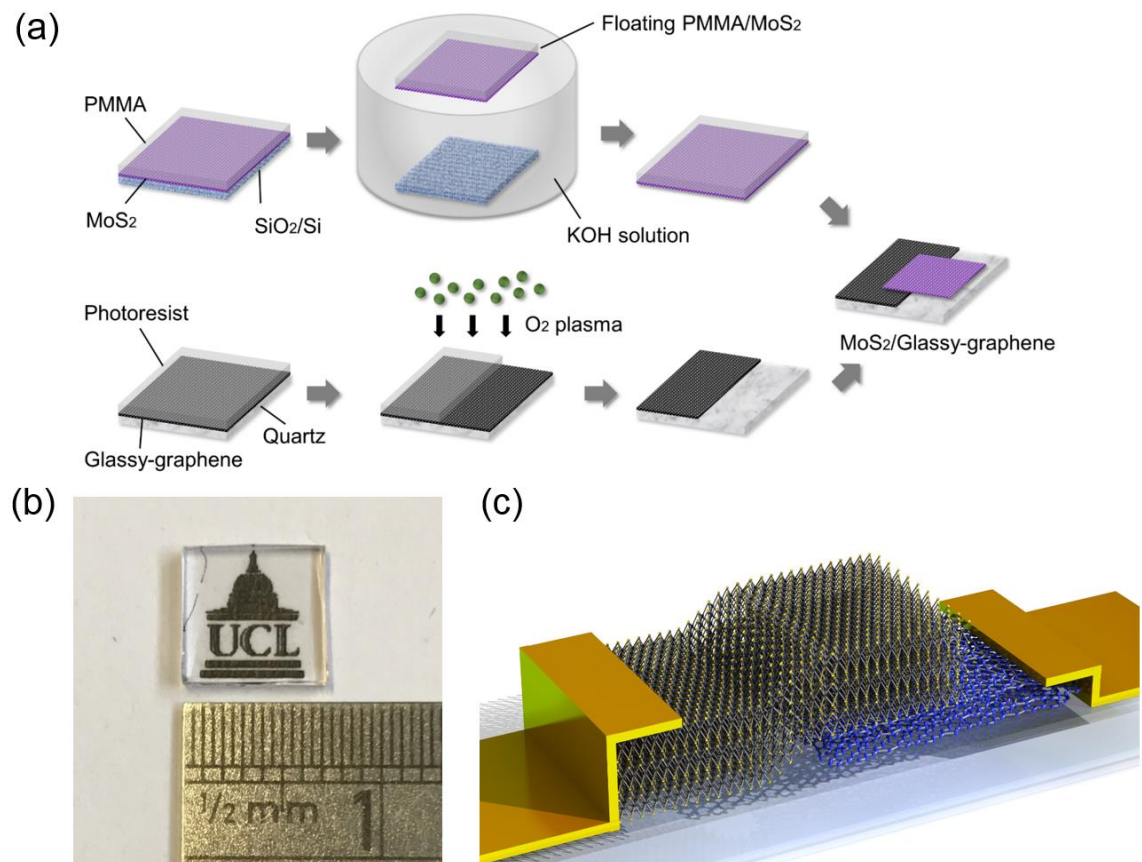 (a)
Floating PMMA/MoS2
PMMA
MoS2
SiO2/Si
KOH solution
Photoresist
O2 plasma
MoS2/Glassy-graphene
Quartz
Glassy-graphene
(b)
UCL
1/2 mm 1
(c)